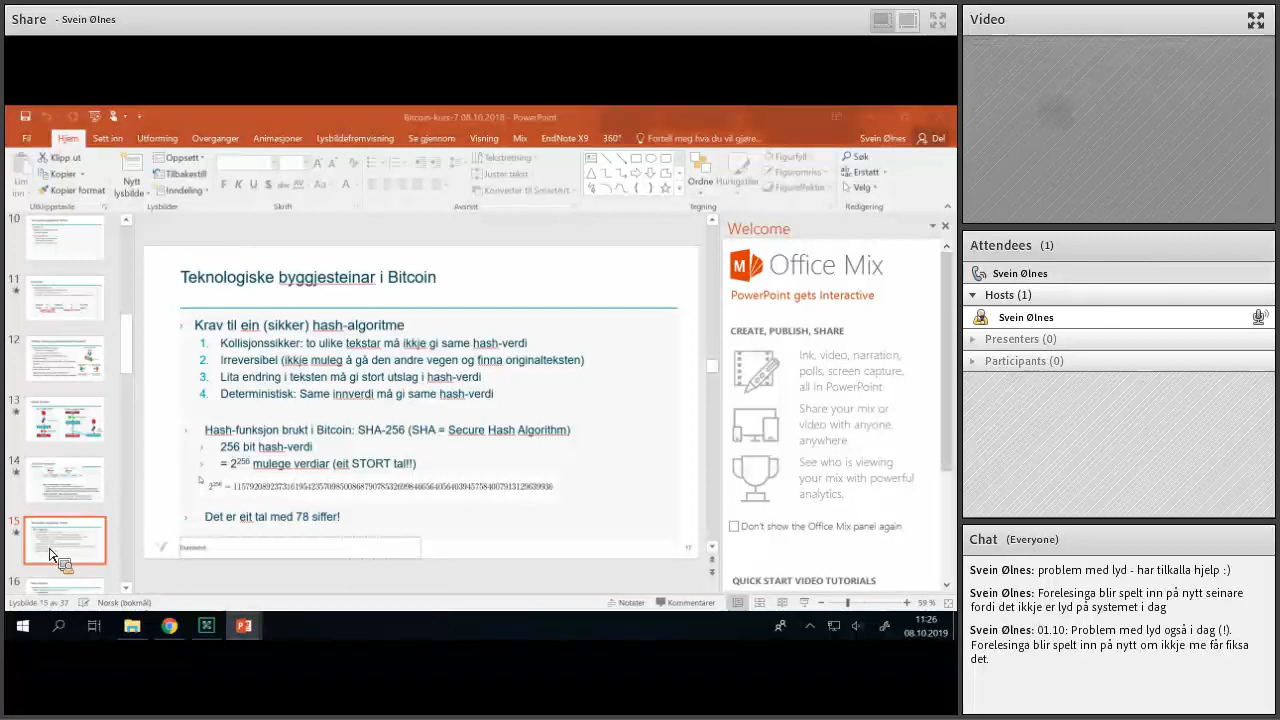 Share - Svein Ølnes
Video
Bitcoin-kurs-7 08.10.2018 - PowerPoint
Fil Hjem Sett inn Utforming Overganger Animasjoner Lysbildefremvisning Se gjennom Visning Mix EndNote X9 360° Fortell meg hva du vil gjøre... Svein Ølnes Del
Klipp ut
Kopier
Kopier format
Utklippstavle
Nytt
lysbilde
Oppsett
Tilbakestill
Inndeling
Lysbilder
Skrift
Tekstretning
Juster tekst
Konverter til SmartArt
Avsnitt
Ordne Hurtigstiler
Figurfyll
Figuromriss
Figureffekter
Tegning
Søk
Erstatt
Velg
Redigering
10
11
12
13
14
15
16
Teknologiske byggjesteinar i Bitcoin
Krav til ein (sikker) hash-algoritme
1. Kollisjonssikker: to ulike tekstar må ikkje gi same hash-verdi
2. Irreversibel (ikkje muleg å gå den andre vegen og finna originalteksten)
3. Lita endring i teksten må gi stort utslag i hash-verdi
4. Deterministisk: Same innverdi må gi same hash-verdi
Hash-funksjon brukt i Bitcoin: SHA-256 (SHA = Secure Hash Algorithm)
256 bit hash-verdi
= 2²⁵⁶ mulege verdiar (eit STORT tal!!)
Det er eit tal med 78 siffer!
Welcome
Office Mix
PowerPoint gets Interactive
CREATE, PUBLISH, SHARE
Ink, video, narration,
polls, screen capture,
all in PowerPoint
Share your mix or
video with anyone,
anywhere
See who is viewing
your mix with powerful
analytics.
Don't show the Office Mix panel again
QUICK START VIDEO TUTORIALS
Lysbilde 15 av 37 Norsk (bokmål) Notater Kommentarer 59 %
11:26
08.10.2019
Attendees (1)
Svein Ølnes
Hosts (1)
Svein Ølnes
Presenters (0)
Participants (0)
Chat (Everyone)
Svein Ølnes: problem med lyd - har tilkalla hjelp :)
Svein Ølnes: Forelesinga blir spelt inn på nytt seinare
fordi det ikkje er lyd på systemet i dag
Svein Ølnes: 01.10: Problem med lyd også i dag (!).
Forelesinga blir spelt inn på nytt om ikkje me får fiksa
det.